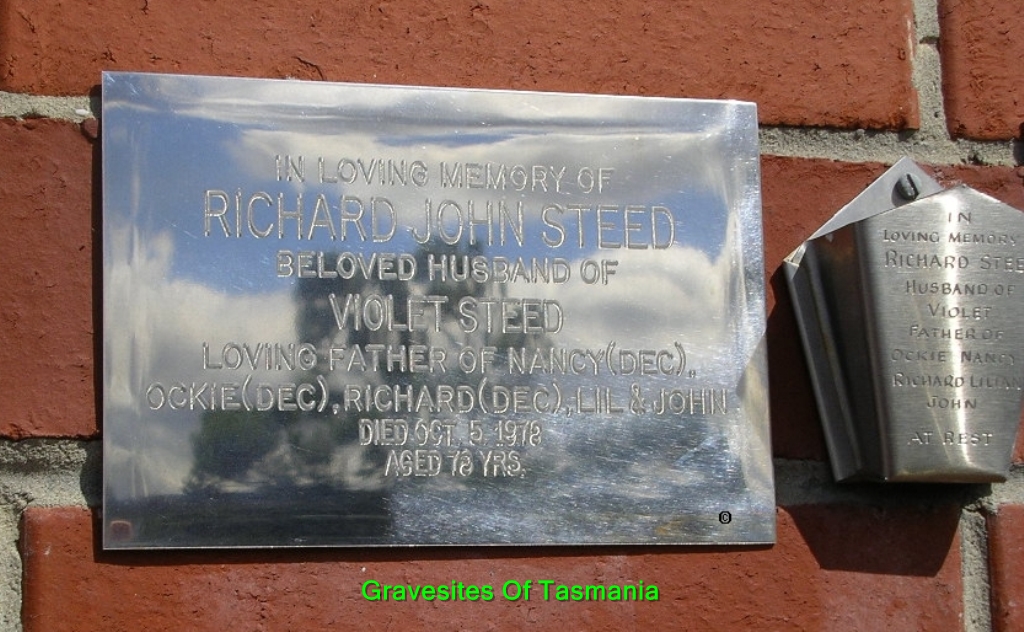 IN LOVING MEMORY OF
RICHARD JOHN STEED
BELOVED HUSBAND OF
VIOLET STEED
LOVING FATHER OF NANCY(DEC),
OCKIE(DEC), RICHARD(DEC), LIL & JOHN
DIED OCT. 5. 1978
AGED YRS.
©
IN
LOVING MEMORY
RICHARD STEE
HUSBAND OF
VIOLET
FATHER OF
OCKIE NANCY
RICHARD LILIAN
JOHN
AT REST
Gravesites Of Tasmania